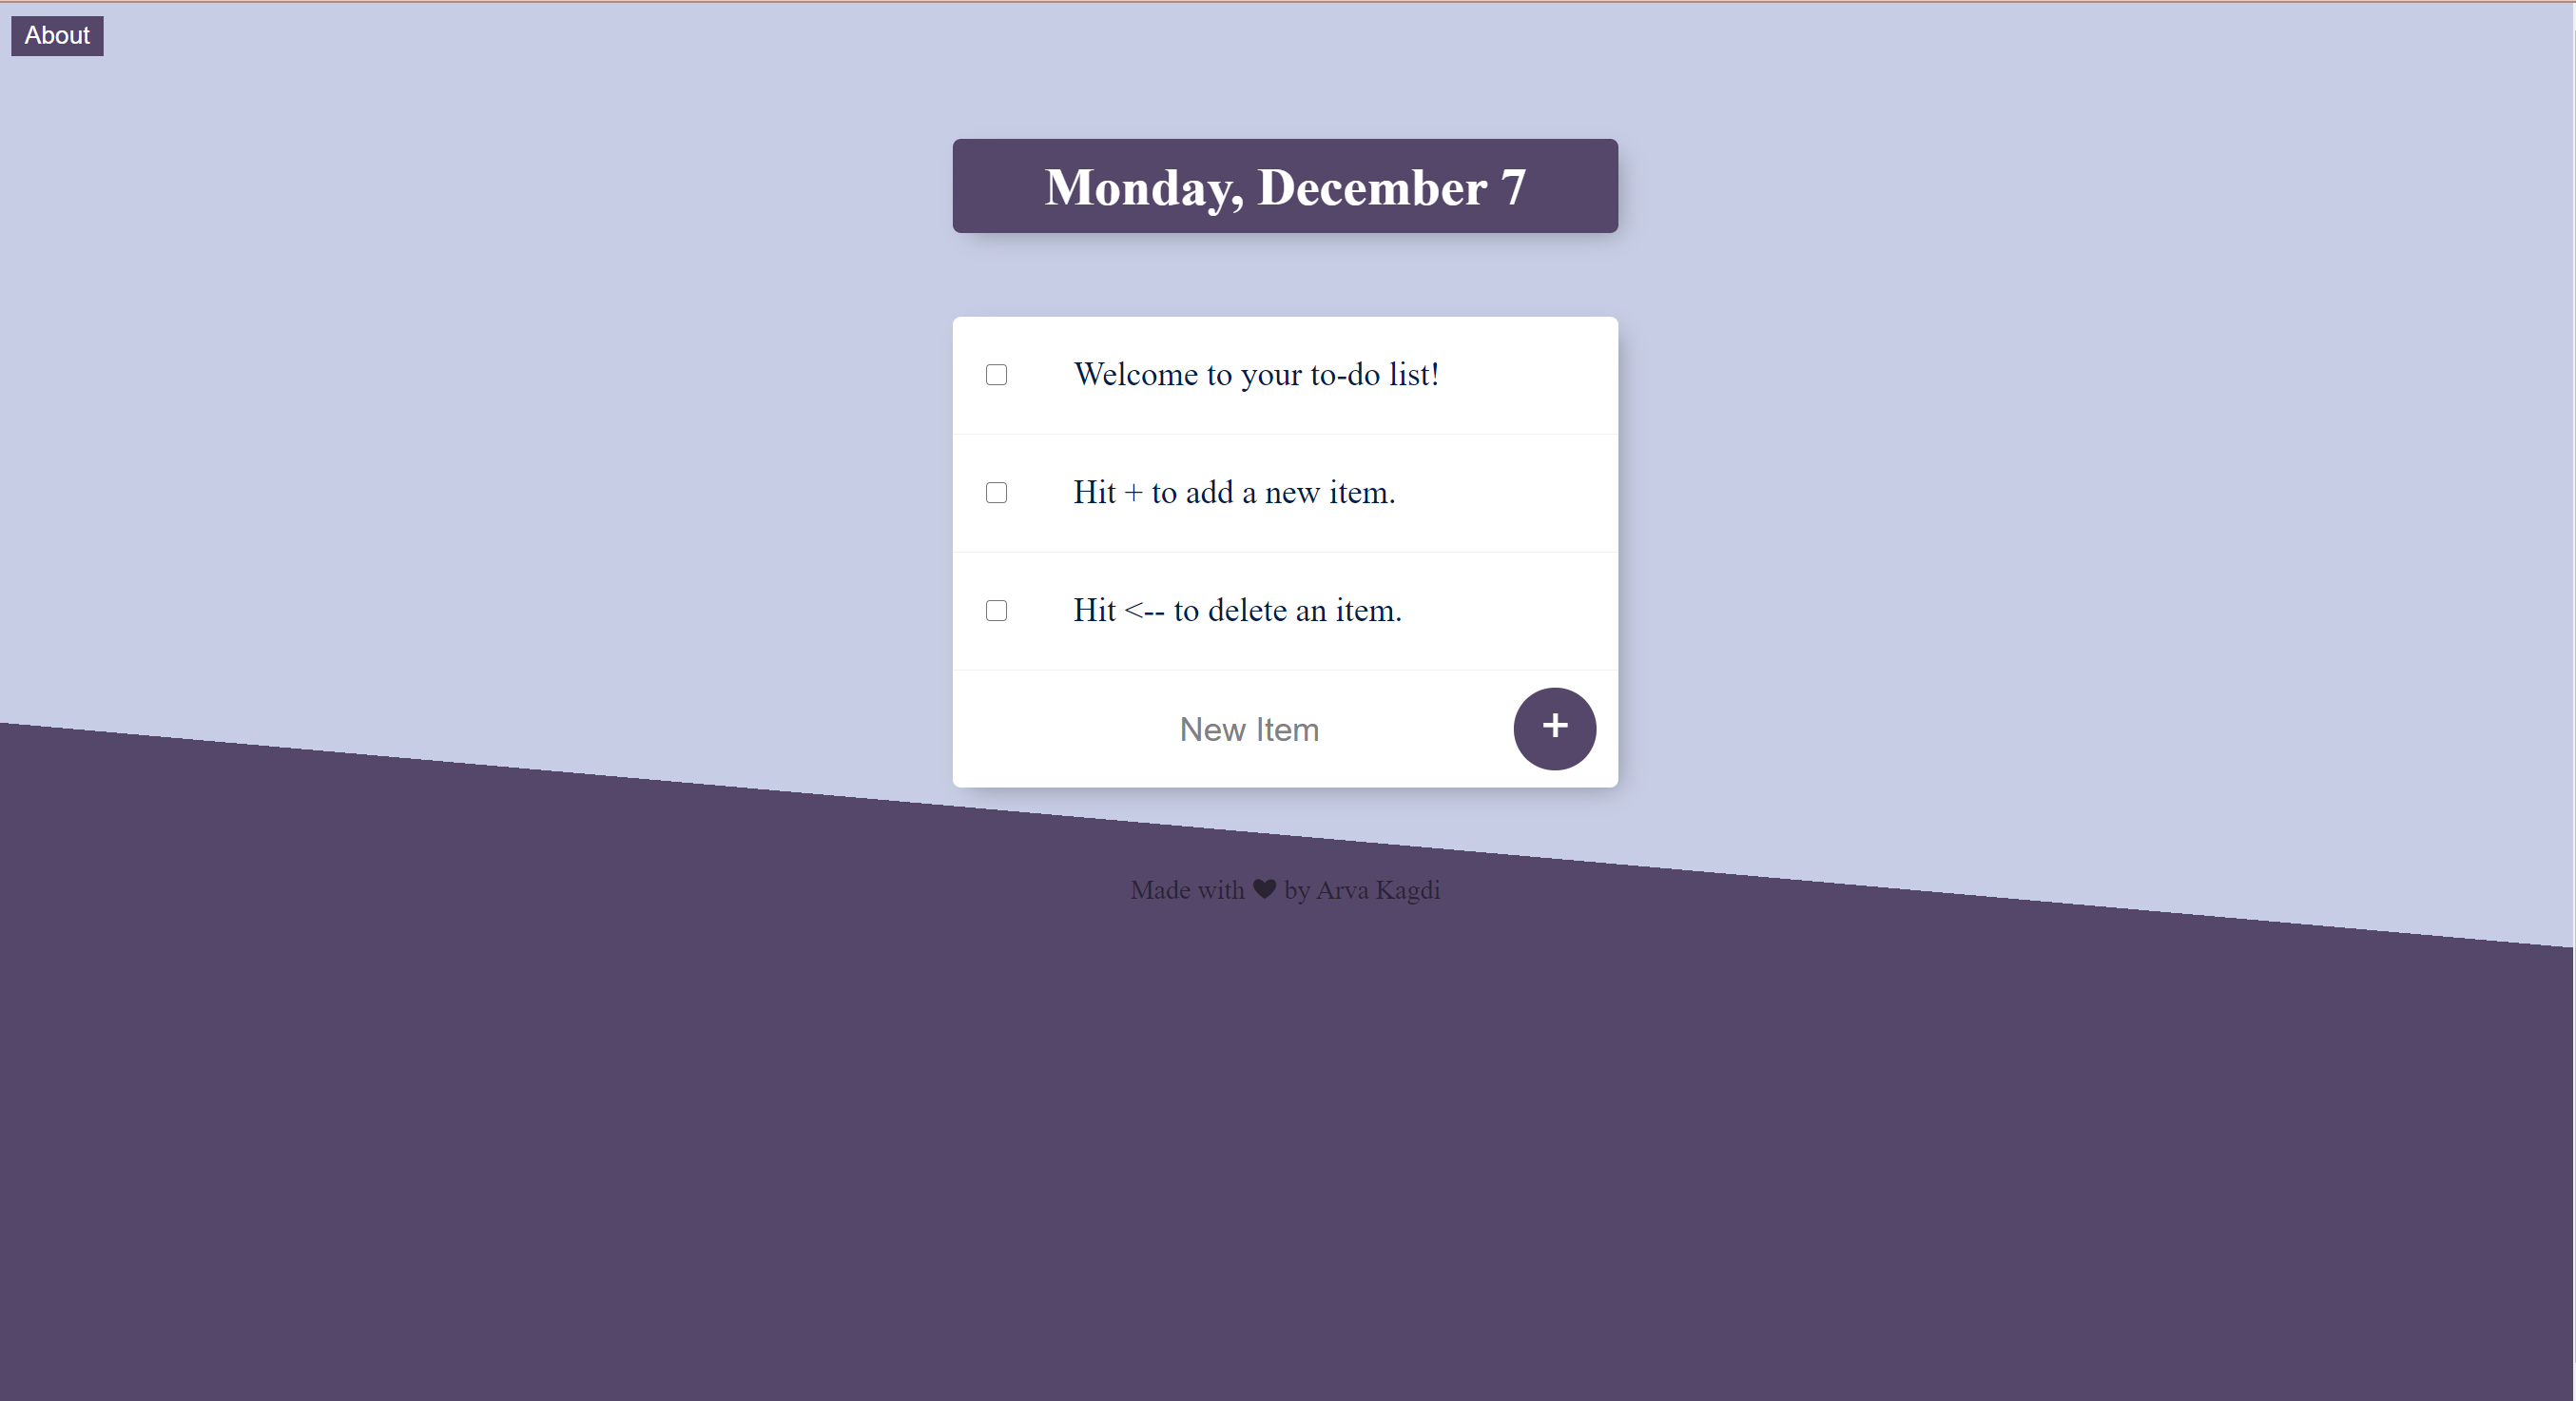 About
Monday, December 7
Welcome to your to-do list!
Hit + to add a new item.
Hit <-- to delete an item.
New Item
+
Made with ♥ by Arva Kagdi